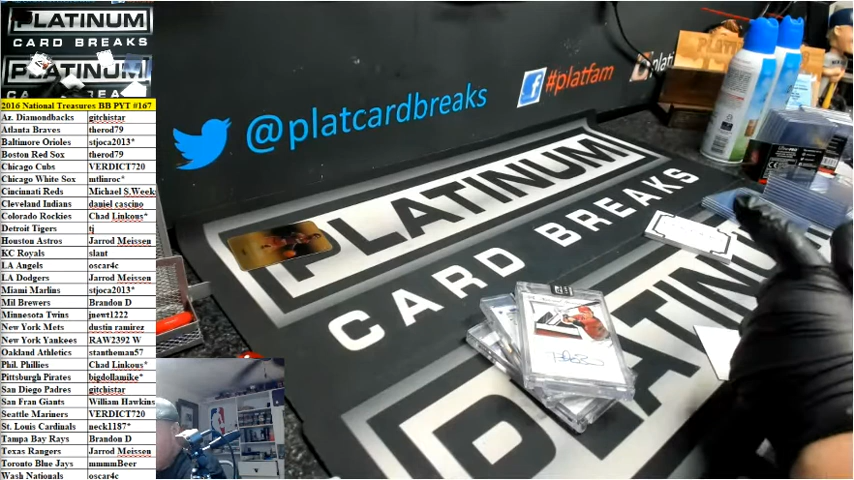 PLATINUM
CARD BREAKS
PLATINUM
2016 National Treasures BB PYT #167
Az. Diamondbacks gitchistar
Atlanta Braves therod79
Baltimore Orioles stjoca2013*
Boston Red Sox therod79
Chicago Cubs VERDICT720
Chicago White Sox mtlinroc*
Cincinnati Reds Michael S.Week
Cleveland Indians daniel cascino
Colorado Rockies Chad Linkous*
Detroit Tigers tj
Houston Astros Jarrod Meissen
KC Royals slant
LA Angels oscar4c
LA Dodgers Jarrod Meissen
Miami Marlins stjoca2013*
Mil Brewers Brandon D
Minnesota Twins jnewt1222
New York Mets dustin ramirez
New York Yankees RAW2392 W
Oakland Athletics stantheman57
Phil. Phillies Chad Linkous*
Pittsburgh Pirates bigdollamike*
San Diego Padres gitchistar
San Fran Giants William Hawkins
Seattle Mariners VERDICT720
St. Louis Cardinals neck1187*
Tampa Bay Rays Brandon D
Texas Rangers Jarrod Meissen
Toronto Blue Jays mmmmBeer
Wash Nationals oscar4c
@platcardbreaks
#platfam
PLATINUM
CARD BREAKS
PLATINUM